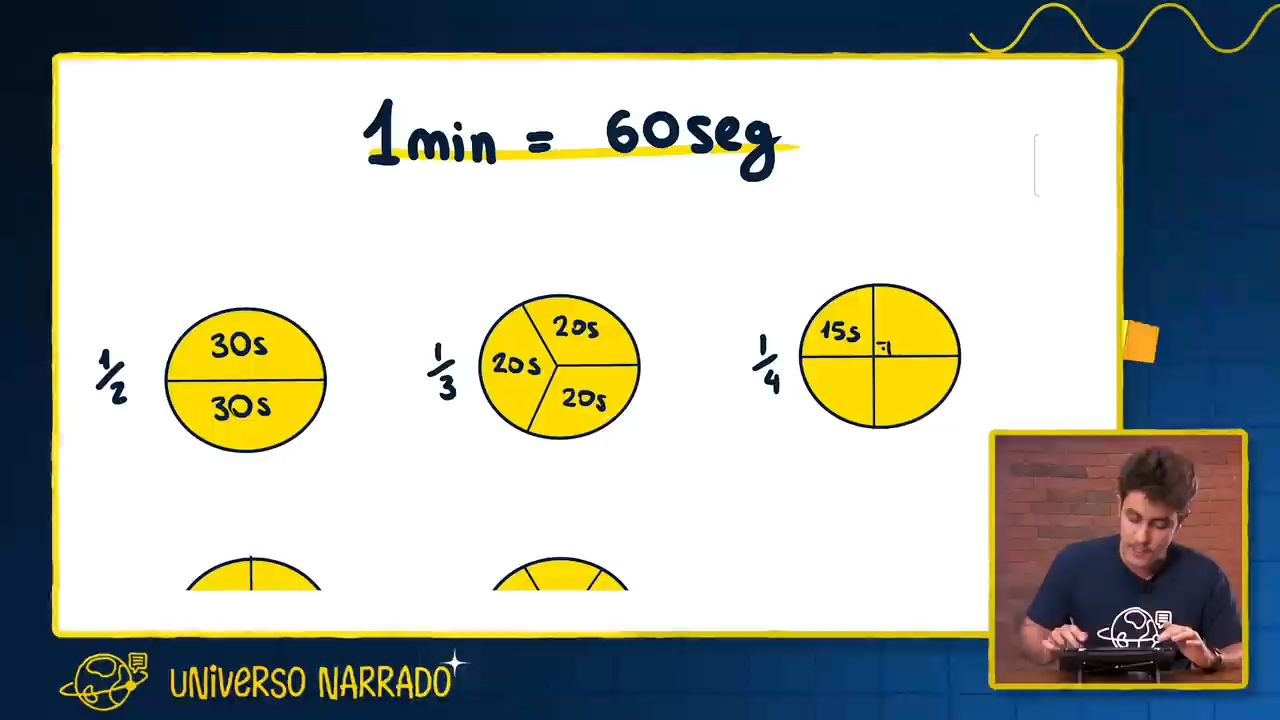 1min = 60seg
1/2
30s
30s
1/3
20s
20s
20s
1/4
15s
UNIVERSO NARRADO